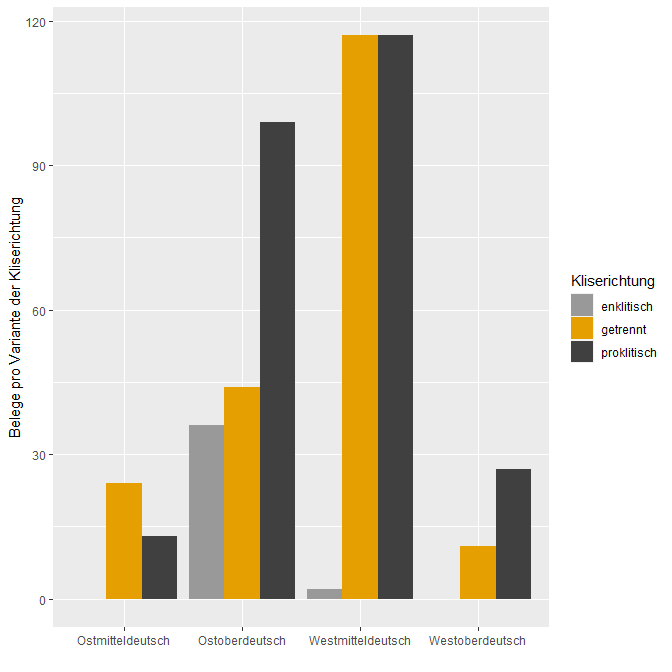 120
90
60
30
0
Belege pro Variante der Kliserichtung
Ostmitteldeutsch
Ostoberdeutsch
Westmitteldeutsch
Westoberdeutsch
Kliserichtung
enklitisch
getrennt
proklitisch